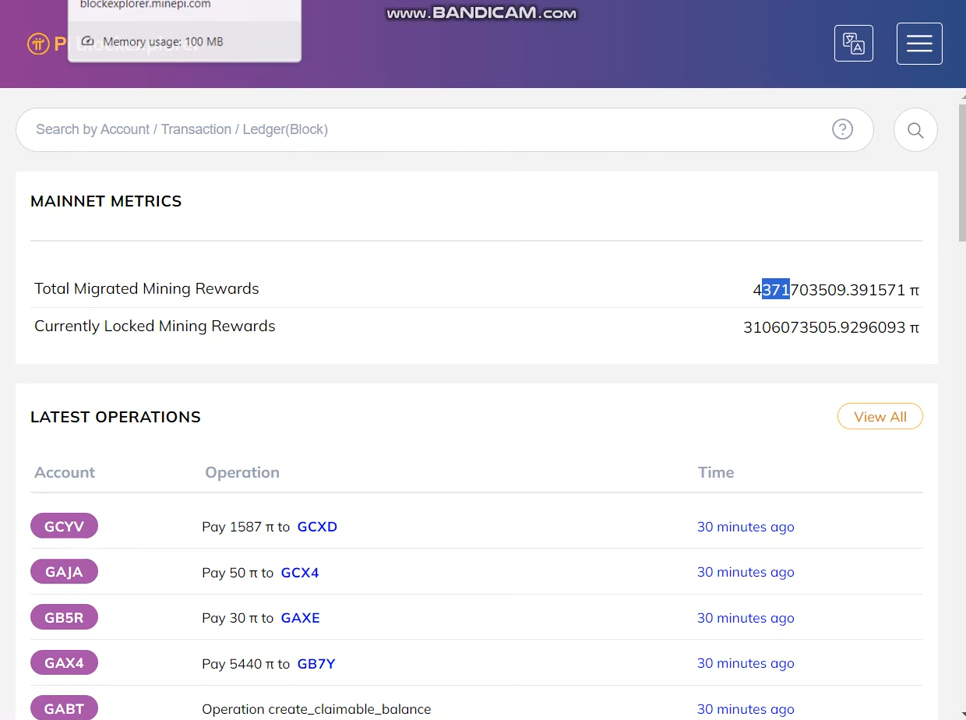 blockexplorer.minepi.com
www.BANDICAM.com
Memory usage: 100 MB
Search by Account / Transaction / Ledger(Block)
MAINNET METRICS
Total Migrated Mining Rewards 4371703509.391571 π
Currently Locked Mining Rewards 3106073505.9296093 π
LATEST OPERATIONS View All
Account Operation Time
GCYV Pay 1587 π to GCXD 30 minutes ago
GAJA Pay 50 π to GCX4 30 minutes ago
GB5R Pay 30 π to GAXE 30 minutes ago
GAX4 Pay 5440 π to GB7Y 30 minutes ago
GABT Operation create_claimable_balance 30 minutes ago